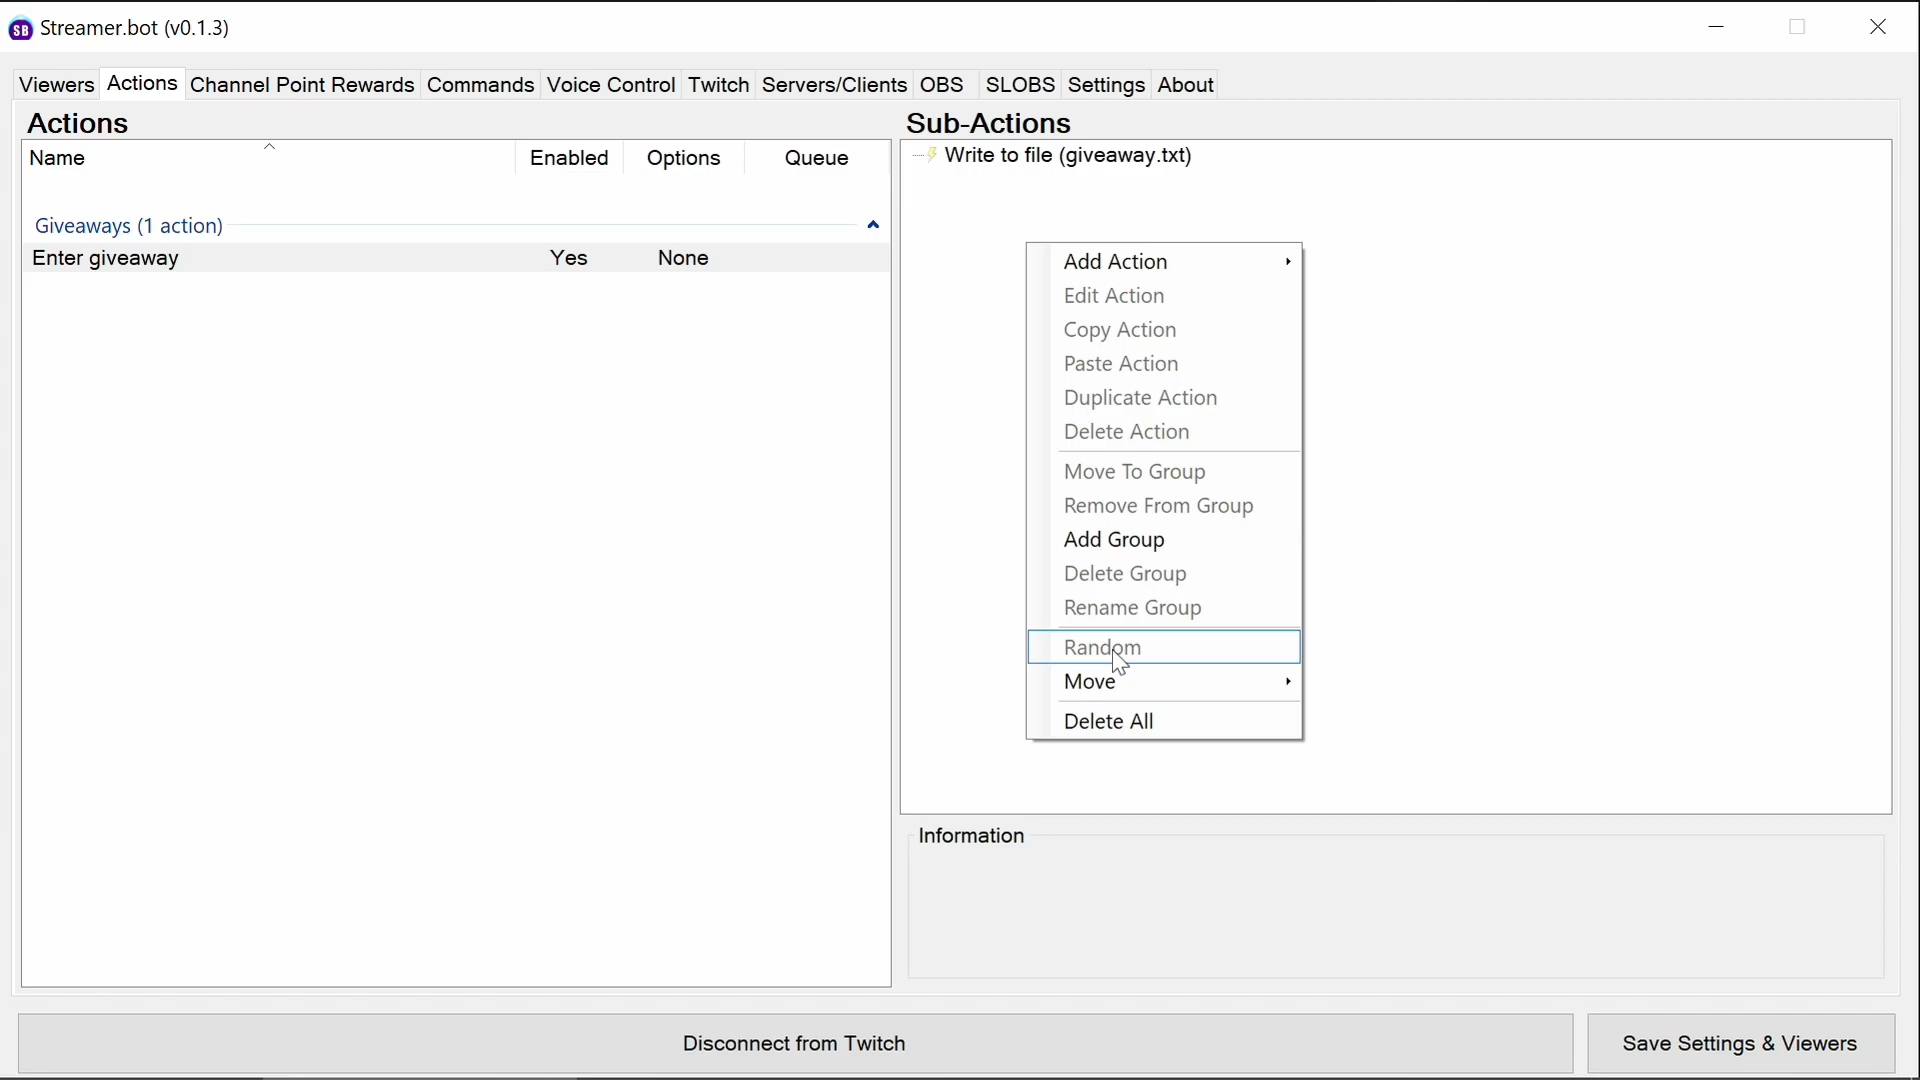 SB Streamer.bot (v0.1.3)
Viewers Actions Channel Point Rewards Commands Voice Control Twitch Servers/Clients OBS SLOBS Settings About
Actions
Name Enabled Options Queue
Giveaways (1 action)
Enter giveaway Yes None
Sub-Actions
Write to file (giveaway.txt)
Add Action
Edit Action
Copy Action
Paste Action
Duplicate Action
Delete Action
Move To Group
Remove From Group
Add Group
Delete Group
Rename Group
Random
Move
Delete All
Information
Disconnect from Twitch
Save Settings & Viewers